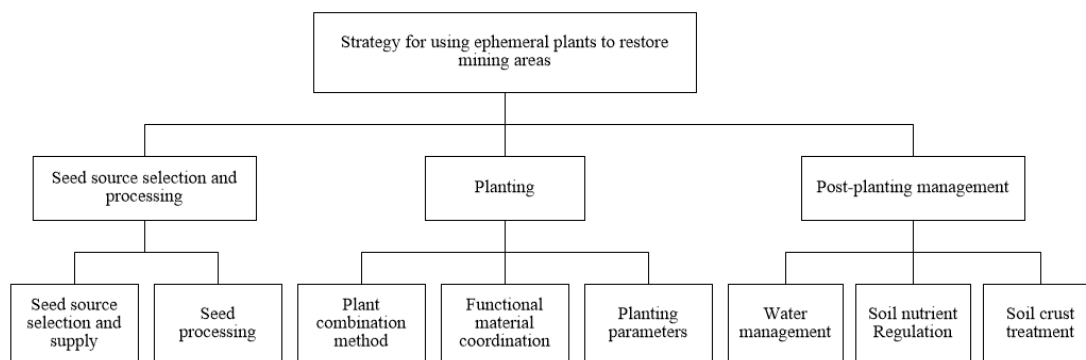 Strategy for using ephemeral plants to restore
mining areas
Seed source selection and
processing
Planting
Post-planting management
Seed source
selection and
supply
Seed
processing
Plant
combination
method
Functional
material
coordination
Planting
parameters
Water
management
Soil nutrient
Regulation
Soil crust
treatment